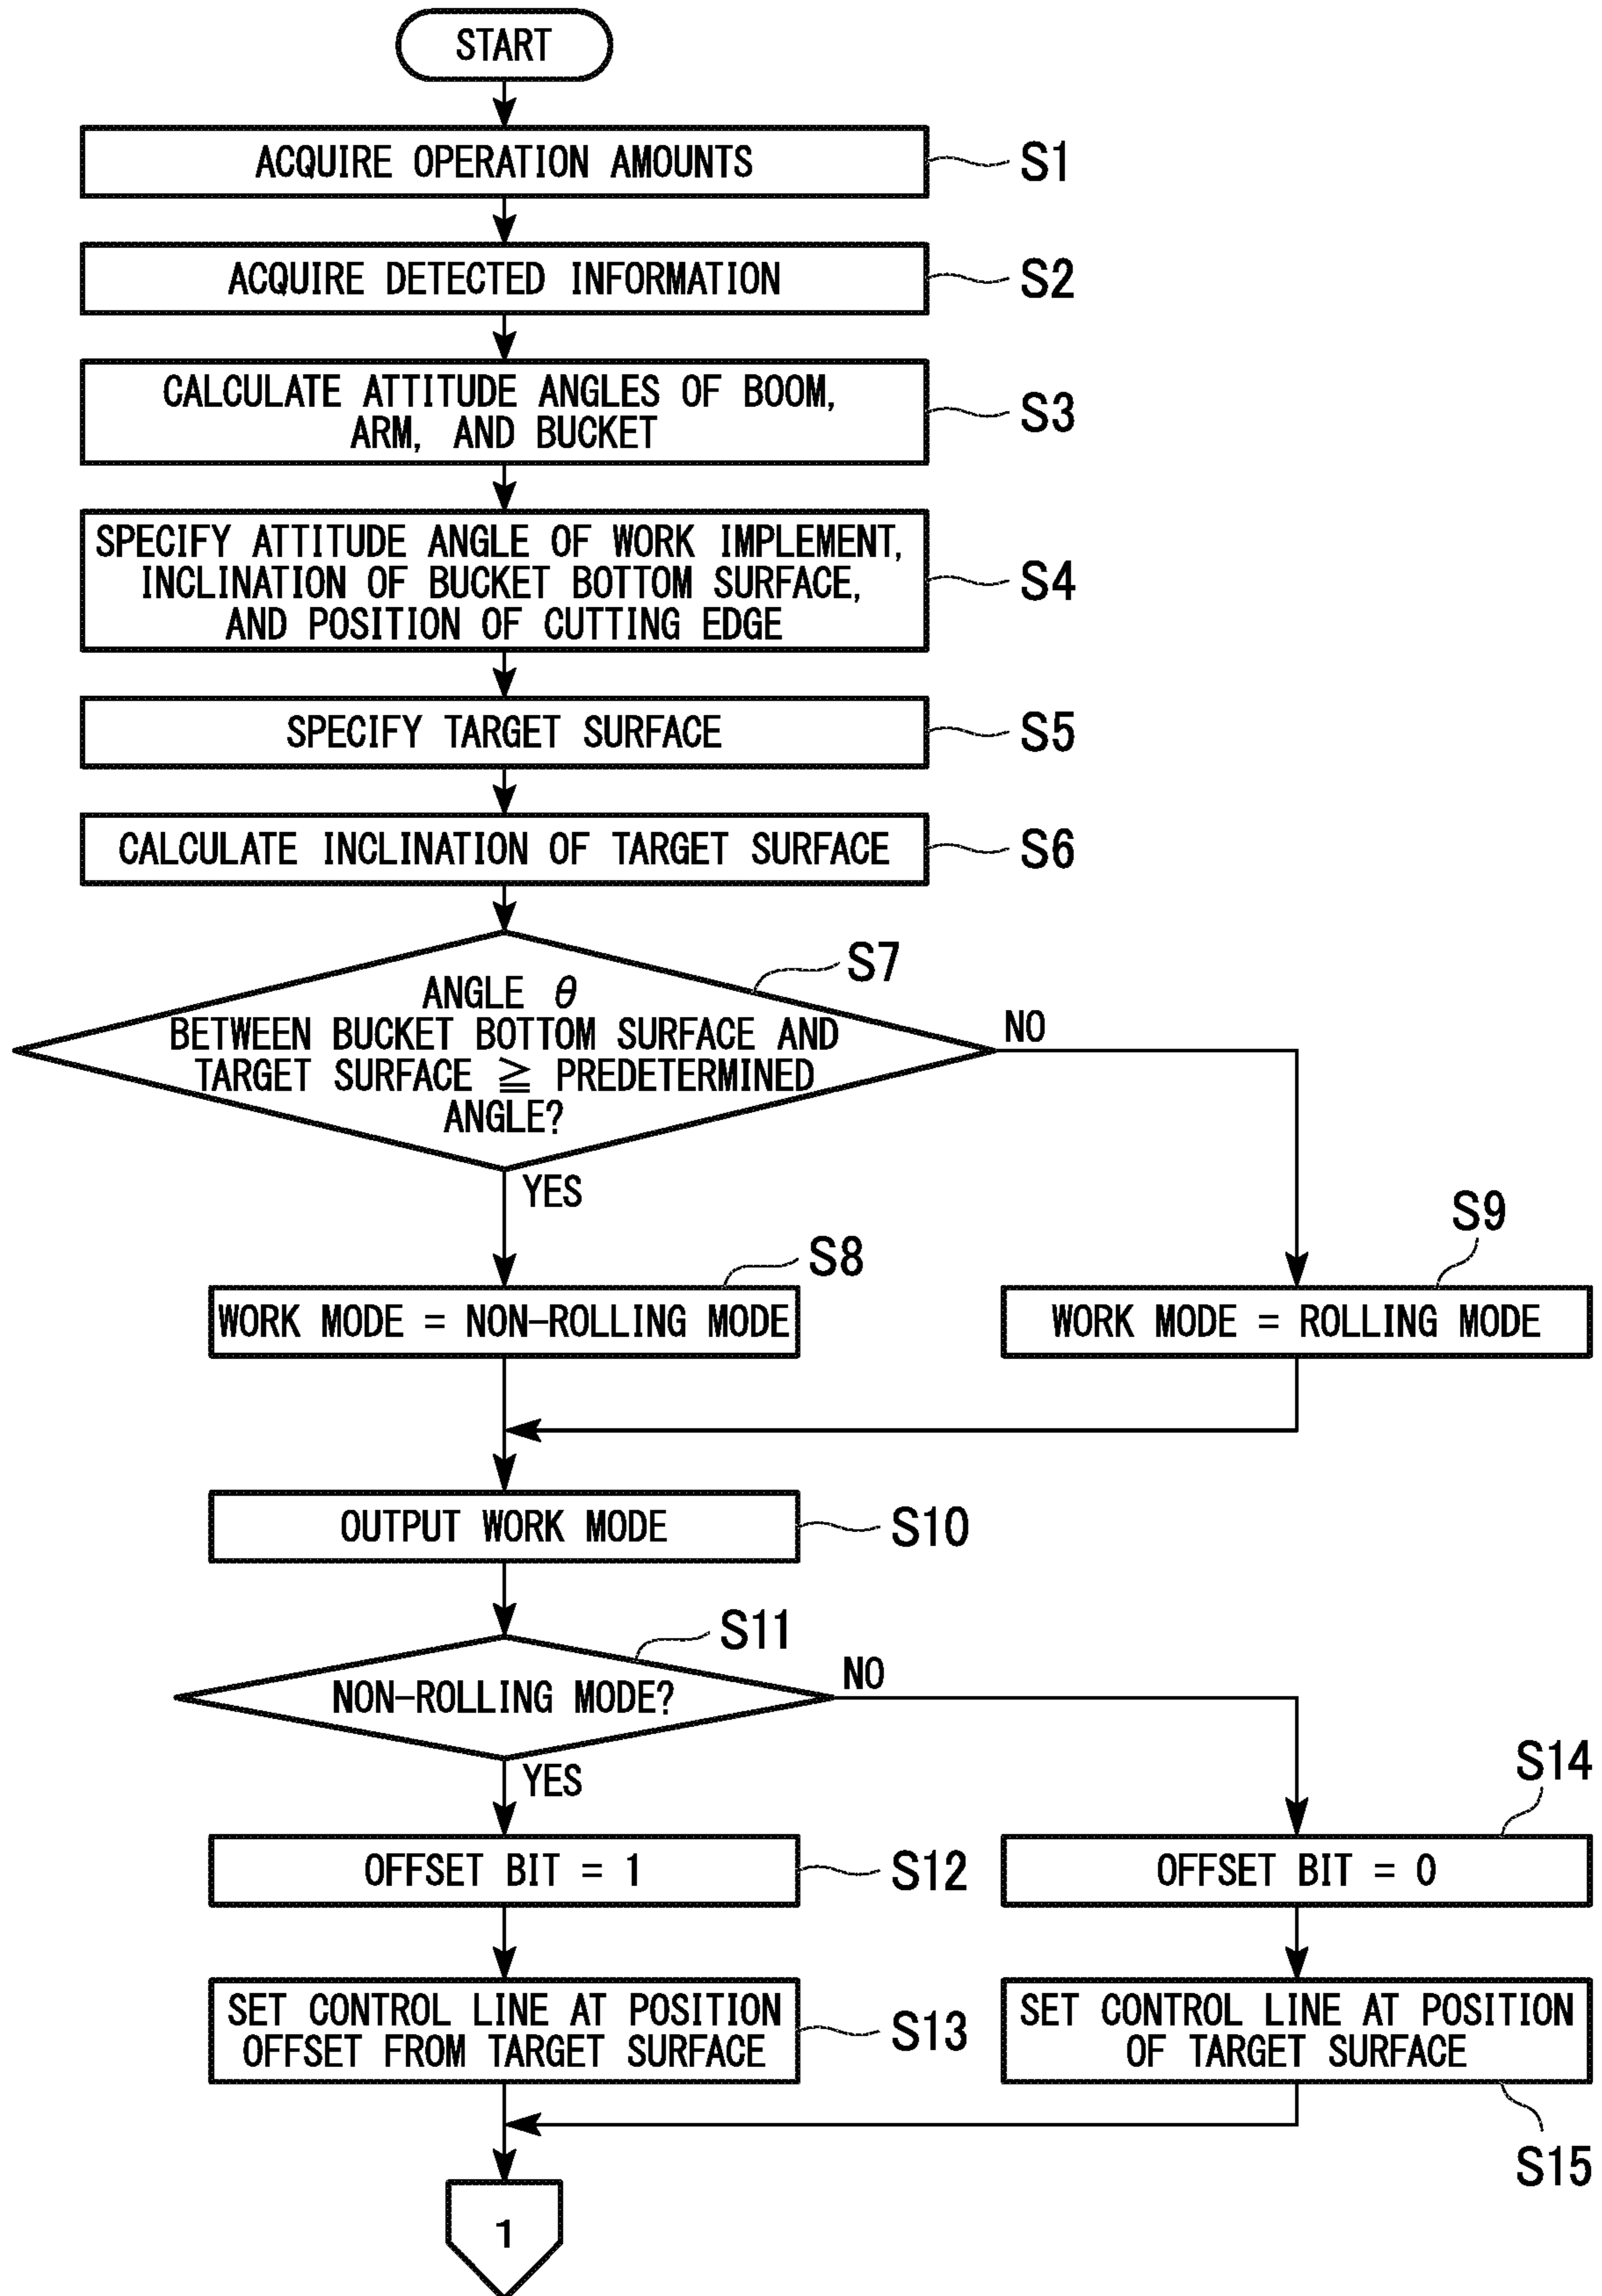 START
ACQUIRE OPERATION AMOUNTS
S1
ACQUIRE DETECTED INFORMATION
S2
CALCULATE ATTITUDE ANGLES OF BOOM,
ARM, AND BUCKET
S3
SPECIFY ATTITUDE ANGLE OF WORK IMPLEMENT,
INCLINATION OF BUCKET BOTTOM SURFACE,
AND POSITION OF CUTTING EDGE
S4
SPECIFY TARGET SURFACE
S5
CALCULATE INCLINATION OF TARGET SURFACE
S6
S7
ANGLE θ
BETWEEN BUCKET BOTTOM SURFACE AND
TARGET SURFACE ≧ PREDETERMINED
ANGLE?
NO
YES
S8
S9
WORK MODE = NON-ROLLING MODE
WORK MODE = ROLLING MODE
OUTPUT WORK MODE
S10
S11
NON-ROLLING MODE?
NO
YES
S14
OFFSET BIT = 1
S12
OFFSET BIT = 0
SET CONTROL LINE AT POSITION
OFFSET FROM TARGET SURFACE
S13
SET CONTROL LINE AT POSITION
OF TARGET SURFACE
S15
1